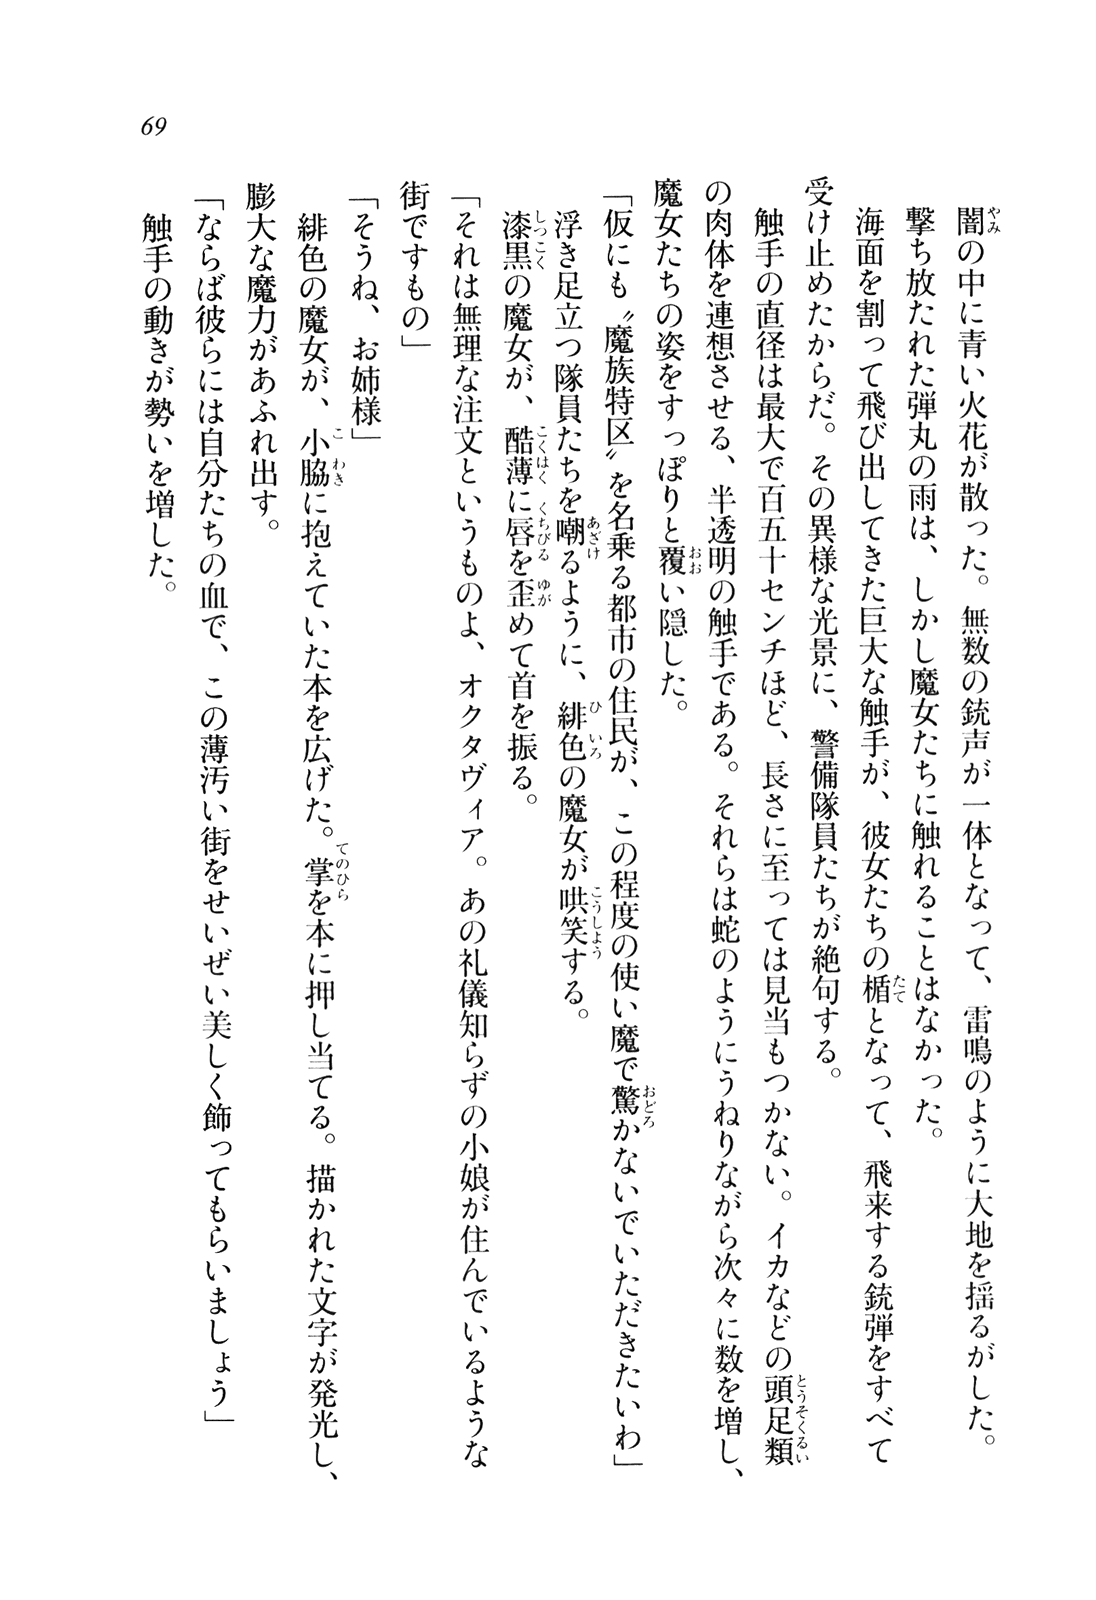 69
闇の中に青い火花が散った。無数の銃声が一体となって、雷鳴のように大地を揺るがした。
撃ち放たれた弾丸の雨は、しかし魔女たちに触れることはなかった。
海面を割って飛び出してきた巨大な触手が、彼女たちの楯となって、飛来する銃弾をすべて
受け止めたからだ。その異様な光景に、警備隊員たちが絶句する。
触手の直径は最大で百五十センチほど、長さに至っては見当もつかない。イカなどの頭足類
の肉体を連想させる、半透明の触手である。それらは蛇のようにうねりながら次々に数を増し、
魔女たちの姿をすっぽりと覆い隠した。
「仮にも〝魔族特区〟を名乗る都市の住民が、この程度の使い魔で驚かないでいただきたいわ」
浮き足立つ隊員たちを嘲るように、緋色の魔女が哄笑する。
漆黒の魔女が、酷薄に唇を歪めて首を振る。
「それは無理な注文というものよ、オクタヴィア。あの礼儀知らずの小娘が住んでいるような
街ですもの」
「そうね、お姉様」
緋色の魔女が、小脇に抱えていた本を広げた。掌を本に押し当てる。描かれた文字が発光し、
膨大な魔力があふれ出す。
「ならば彼らには自分たちの血で、この薄汚い街をせいぜい美しく飾ってもらいましょう」
触手の動きが勢いを増した。